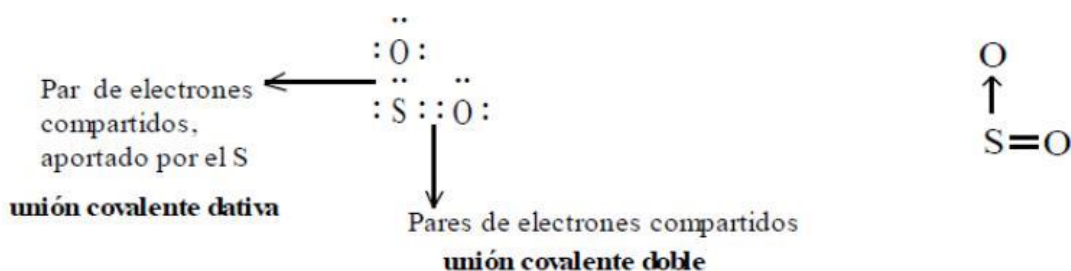 ¨
:O:
¨ ¨
:S::O:
Par de electrones
compartidos,
aportado por el S
unión covalente dativa
Pares de electrones compartidos
unión covalente doble
O
↑
S=O